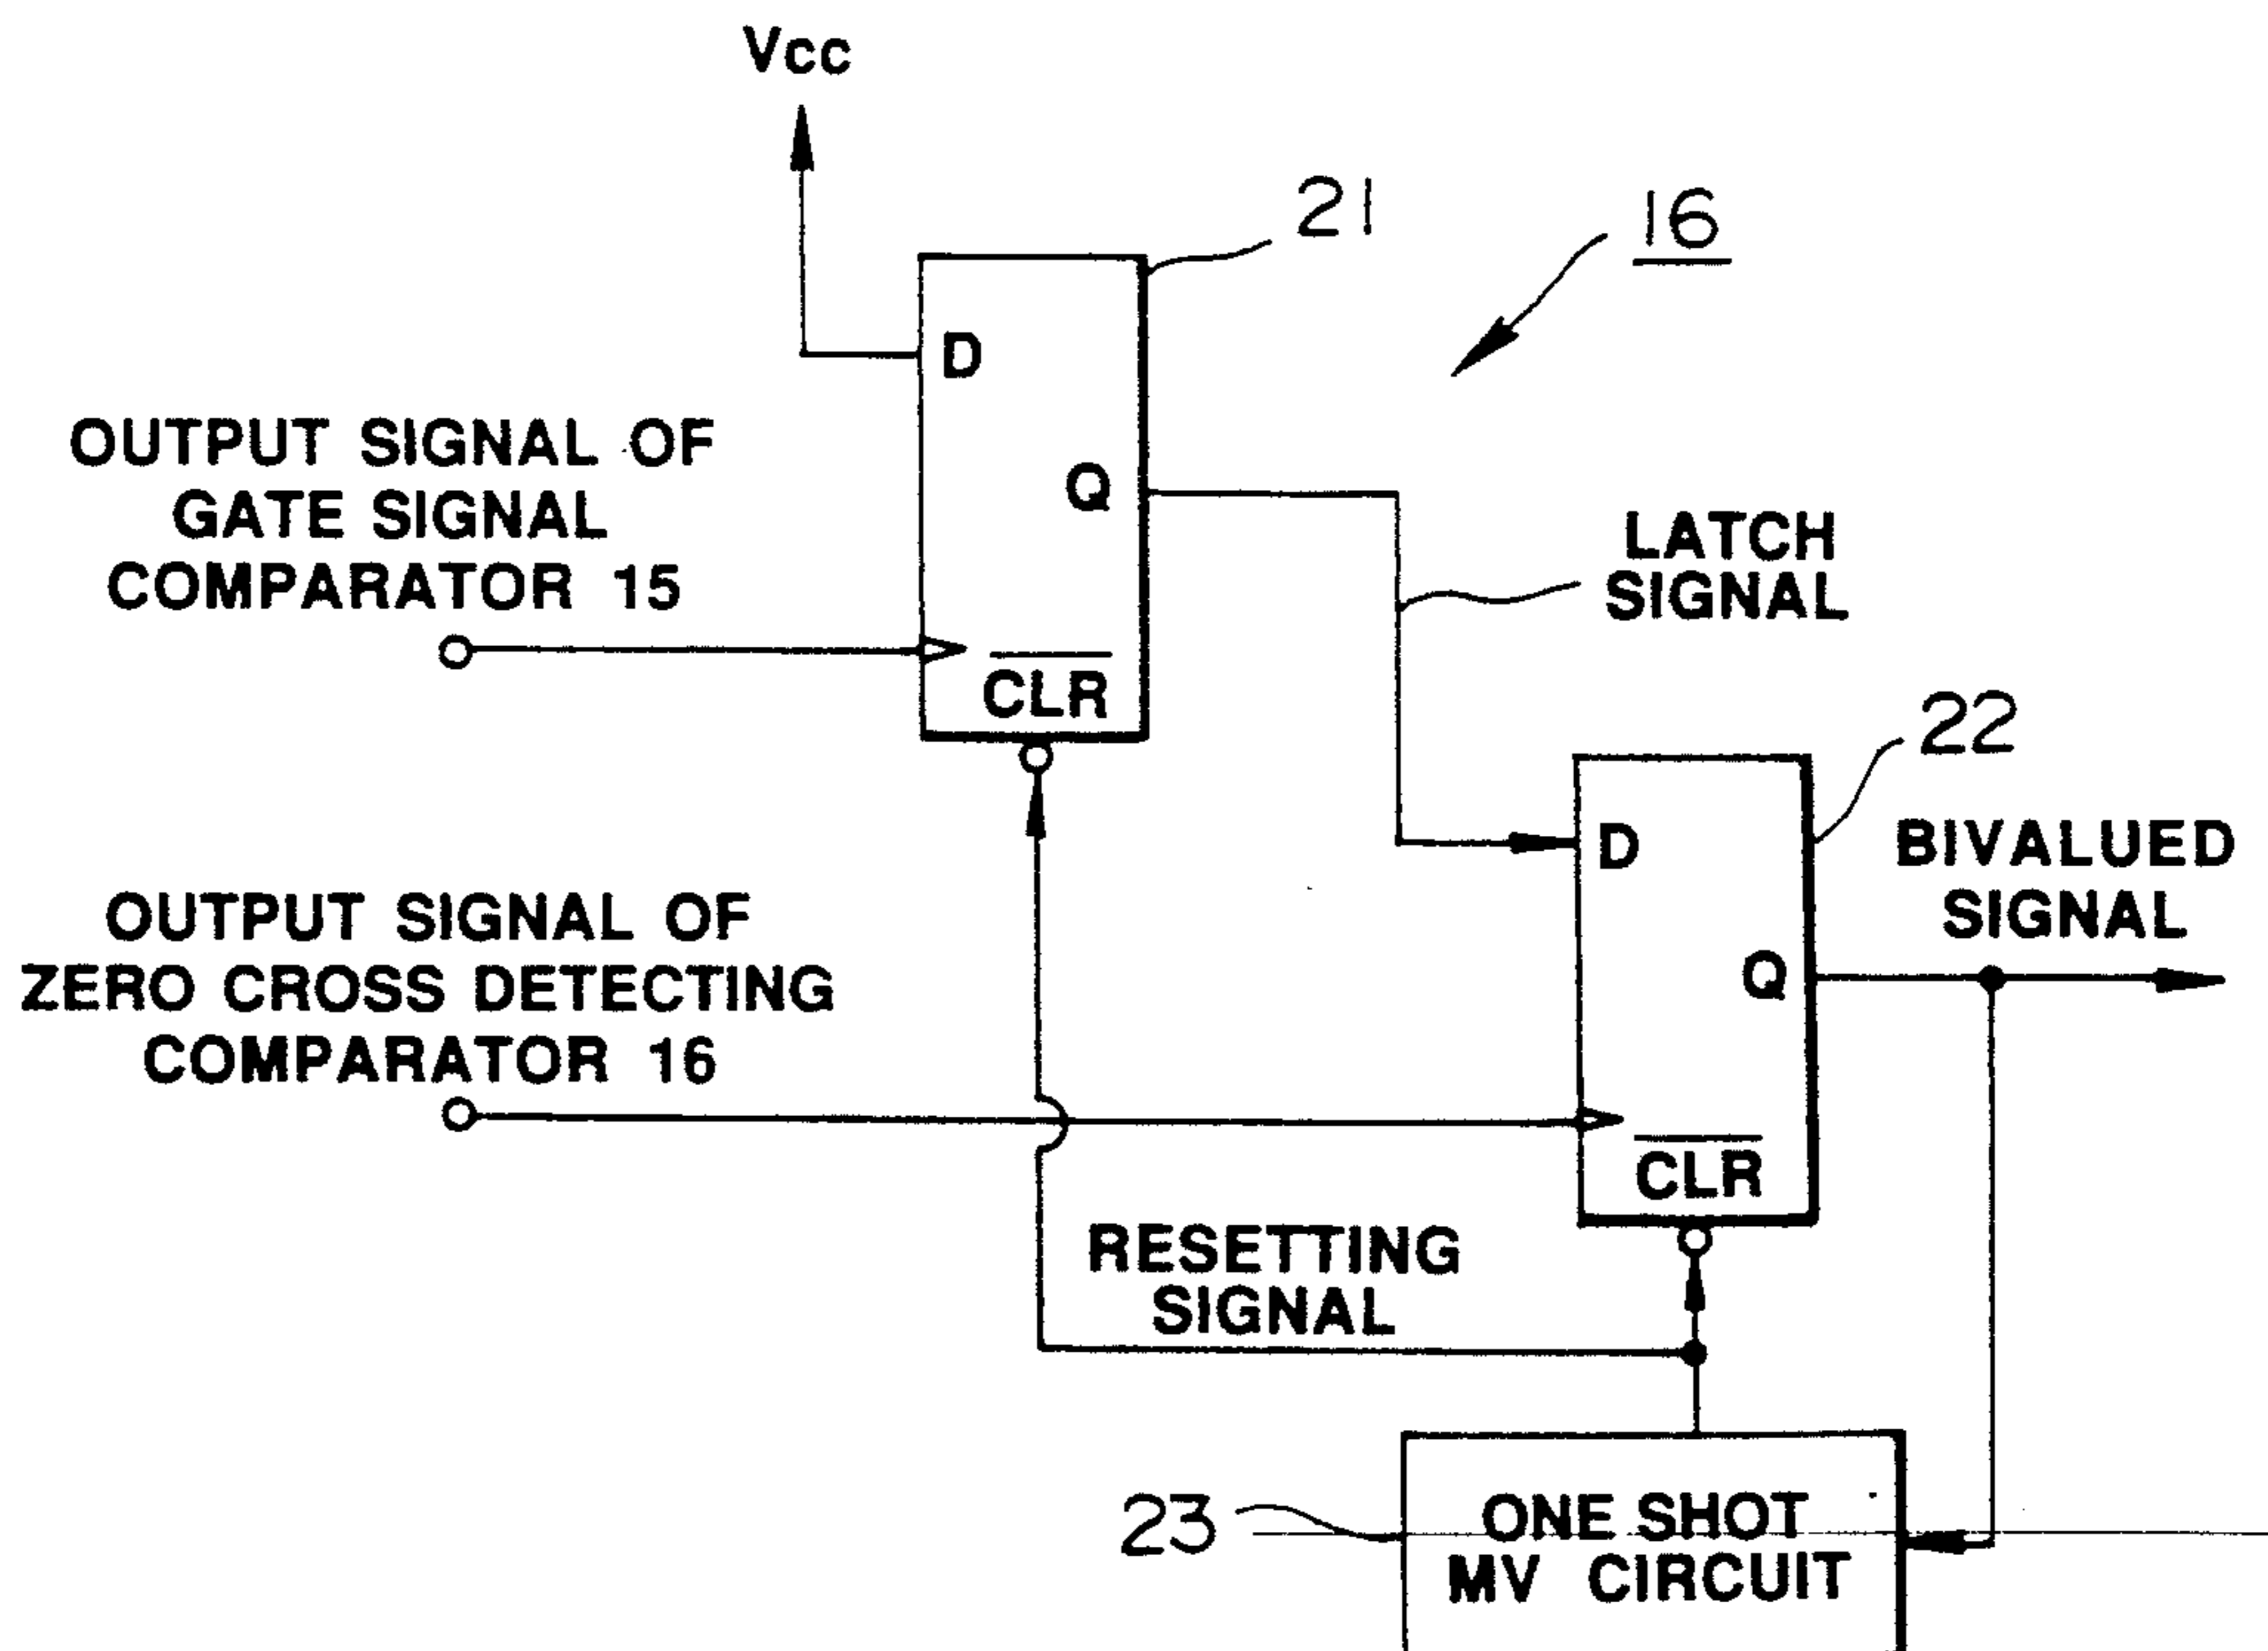 Vcc
21
16
D
Q
OUTPUT SIGNAL OF
GATE SIGNAL
COMPARATOR 15
CLR
LATCH
SIGNAL
22
D
Q
BIVALUED
SIGNAL
OUTPUT SIGNAL OF
ZERO CROSS DETECTING
COMPARATOR 16
CLR
RESETTING
SIGNAL
23
ONE SHOT
MV CIRCUIT